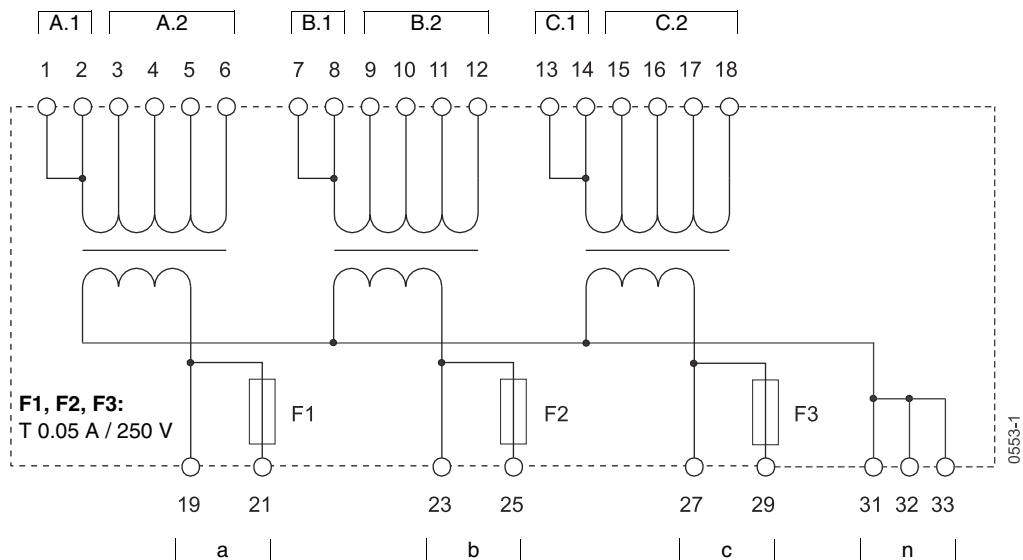 A.1 A.2 B.1 B.2 C.1 C.2
1 2 3 4 5 6 7 8 9 10 11 12 13 14 15 16 17 18
F1, F2, F3:
T 0.05 A / 250 V
F1 F2 F3
0553-1
19 21 23 25 27 29 31 32 33
a b c n